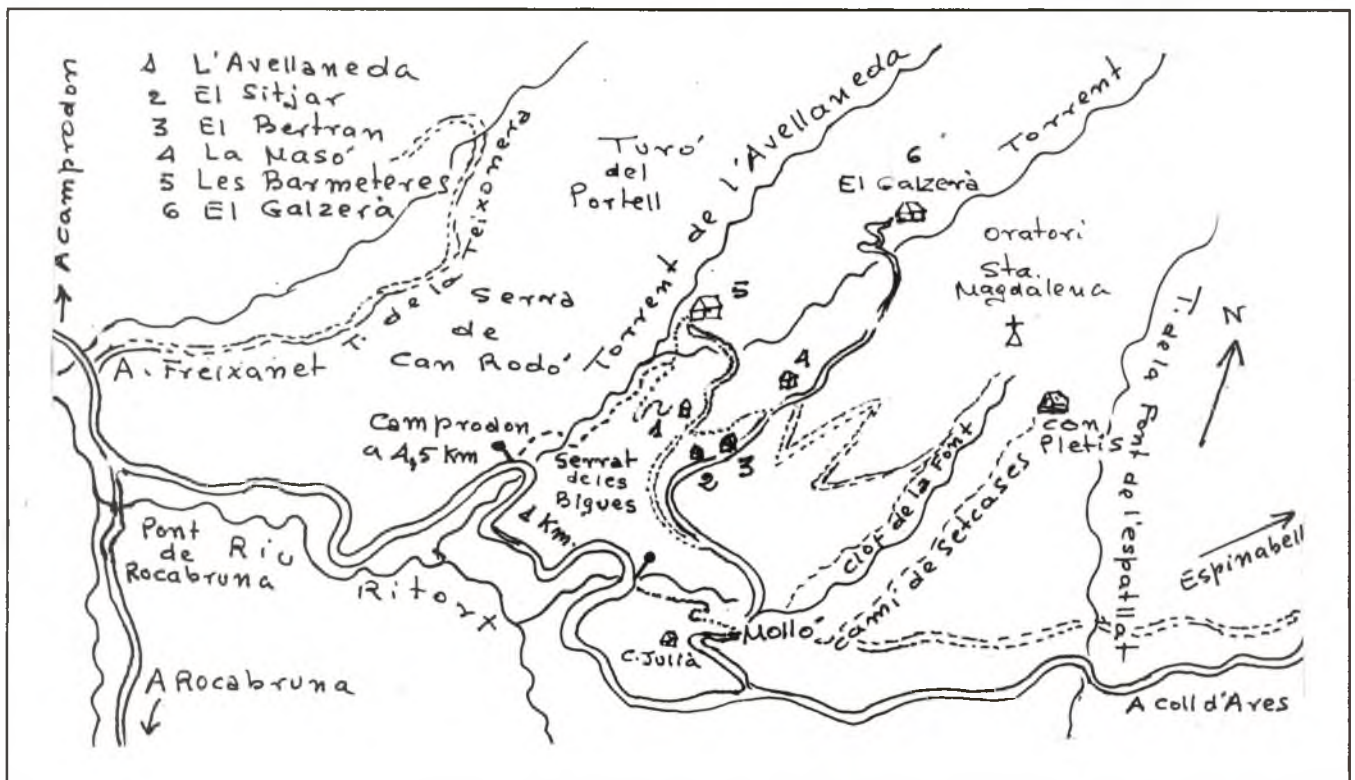 1 L'Avellaneda
2 El Sitjar
3 El Bertran
4 La Masó
5 Les Barmeteres
6 El Galzerà
A Camprodon
T. de la Teixonera
A. Freixanet
Turó
del
Portell
Serra
de
Can Rodó
Torrent de l'Avellaneda
Torrent
6
El Galzerà
Oratori
Sta.
Magdalena
5
4
1
2
3
Camprodon
a 4,5 Km
Serrat
de les
Bigues
1 Km.
Clot de la Font
Camí de Setcases
Can
Pletis
T. de la Font de l'espatllat
N
Espinabell
Pont
de
Rocabruna
Riu
Ritort
Molló
C. Julià
A Rocabruna
A Coll d'Ares